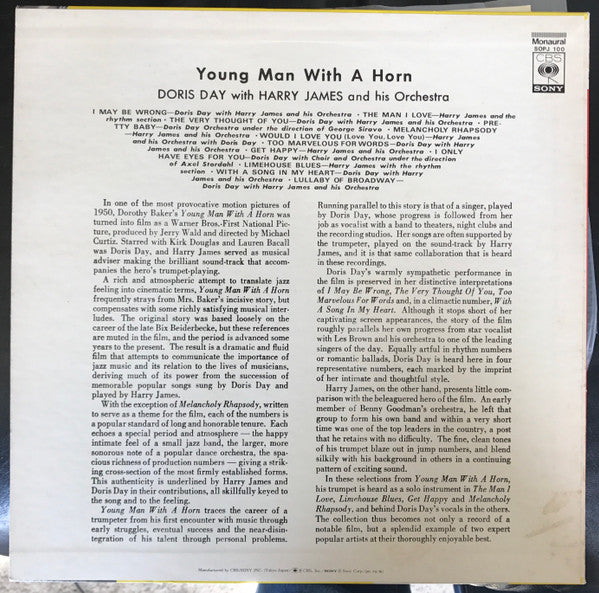 Monaural
SOPJ 100
CBS
SONY
Young Man With A Horn
DORIS DAY with HARRY JAMES and his Orchestra
I MAY BE WRONG—Doris Day with Harry James and his Orchestra • THE MAN I LOVE—Harry James and the
rhythm section • THE VERY THOUGHT OF YOU—Doris Day with Harry James and his Orchestra • PRE-
TTY BABY—Doris Day Orchestra under the direction of George Siravo • MELANCHOLY RHAPSODY
—Harry James and his Orchestra • WOULD I LOVE YOU (Love You, Love You)—Harry James
and his Orchestra with Doris Day • TOO MARVELOUS FOR WORDS—Doris Day with Harry
James and his Orchestra • GET HAPPY—Harry James and his Orchestra • I ONLY
HAVE EYES FOR YOU—Doris Day with Choir and Orchestra under the direction
of Axel Stordahl • LIMEHOUSE BLUES—Harry James with the rhythm
section • WITH A SONG IN MY HEART—Doris Day with Harry
James and his Orchestra • LULLABY OF BROADWAY—
Doris Day with Harry James and his Orchestra
In one of the most provocative motion pictures of
1950, Dorothy Baker's Young Man With A Horn was
turned into film as a Warner Bros.-First National Pic-
ture, produced by Jerry Wald and directed by Michael
Curtiz. Starred with Kirk Douglas and Lauren Bacall
was Doris Day, and Harry James served as musical
adviser making the brilliant sound-track that accom-
panies the hero's trumpet-playing.
A rich and atmospheric attempt to translate jazz
feeling into cinematic terms, Young Man With A Horn
frequently strays from Mrs. Baker's incisive story, but
compensates with some richly satisfying musical inter-
ludes. The original story was based loosely on the
career of the late Bix Beiderbecke, but these references
are muted in the film, and the period is advanced some
years to the present. The result is a dramatic and fluid
film that attempts to communicate the importance of
jazz music and its relation to the lives of musicians,
deriving much of its power from the succession of
memorable popular songs sung by Doris Day and
played by Harry James.
With the exception of Melancholy Rhapsody, written
to serve as a theme for the film, each of the numbers is
a popular standard of long and honorable tenure. Each
echoes a special period and atmosphere — the happy
intimate feel of a small jazz band, the larger, more
sonorous note of a popular dance orchestra, the spa-
cious richness of production numbers — giving a strik-
ing cross-section of the most firmly established forms.
This authenticity is underlined by Harry James and
Doris Day in their contributions, all skillfully keyed to
the song and to the feeling.
Young Man With A Horn traces the career of a
trumpeter from his first encounter with music through
early struggles, eventual success and the near-disin-
tegration of his talent through personal problems.
Running parallel to this story is that of a singer, played
by Doris Day, whose progress is followed from her
job as vocalist with a band to theaters, night clubs and
the recording studios. Her songs are often supported by
the trumpeter, played on the sound-track by Harry
James, and it is that same collaboration that is heard
in these recordings.
Doris Day's warmly sympathetic performance in
the film is preserved in her distinctive interpretations
of I May Be Wrong, The Very Thought Of You, Too
Marvelous For Words and, in a climactic number, With
A Song In My Heart. Although it stops short of her
captivating screen appearances, the story of the film
roughly parallels her own progress from star vocalist
with Les Brown and his orchestra to one of the leading
singers of the day. Equally artful in rhythm numbers
or romantic ballads, Doris Day is heard here in four
representative numbers, each marked by the imprint
of her intimate and thoughtful style.
Harry James, on the other hand, presents little com-
parison with the beleaguered hero of the film. An early
member of Benny Goodman's orchestra, he left that
group to form his own band and within a very short
time was one of the top leaders in the country, a post
that he retains with no difficulty. The fine, clean tones
of his trumpet blaze out in jump numbers, and blend
silkily with his background in others in a continuing
pattern of exciting sound.
In these selections from Young Man With A Horn,
his trumpet is heard as a solo instrument in The Man I
Love, Limehouse Blues, Get Happy and Melancholy
Rhapsody, and behind Doris Day's vocals in the others.
The collection thus becomes not only a record of a
notable film, but a splendid example of two expert
popular artists at their thoroughly enjoyable best.
Manufactured by CBS/SONY INC.